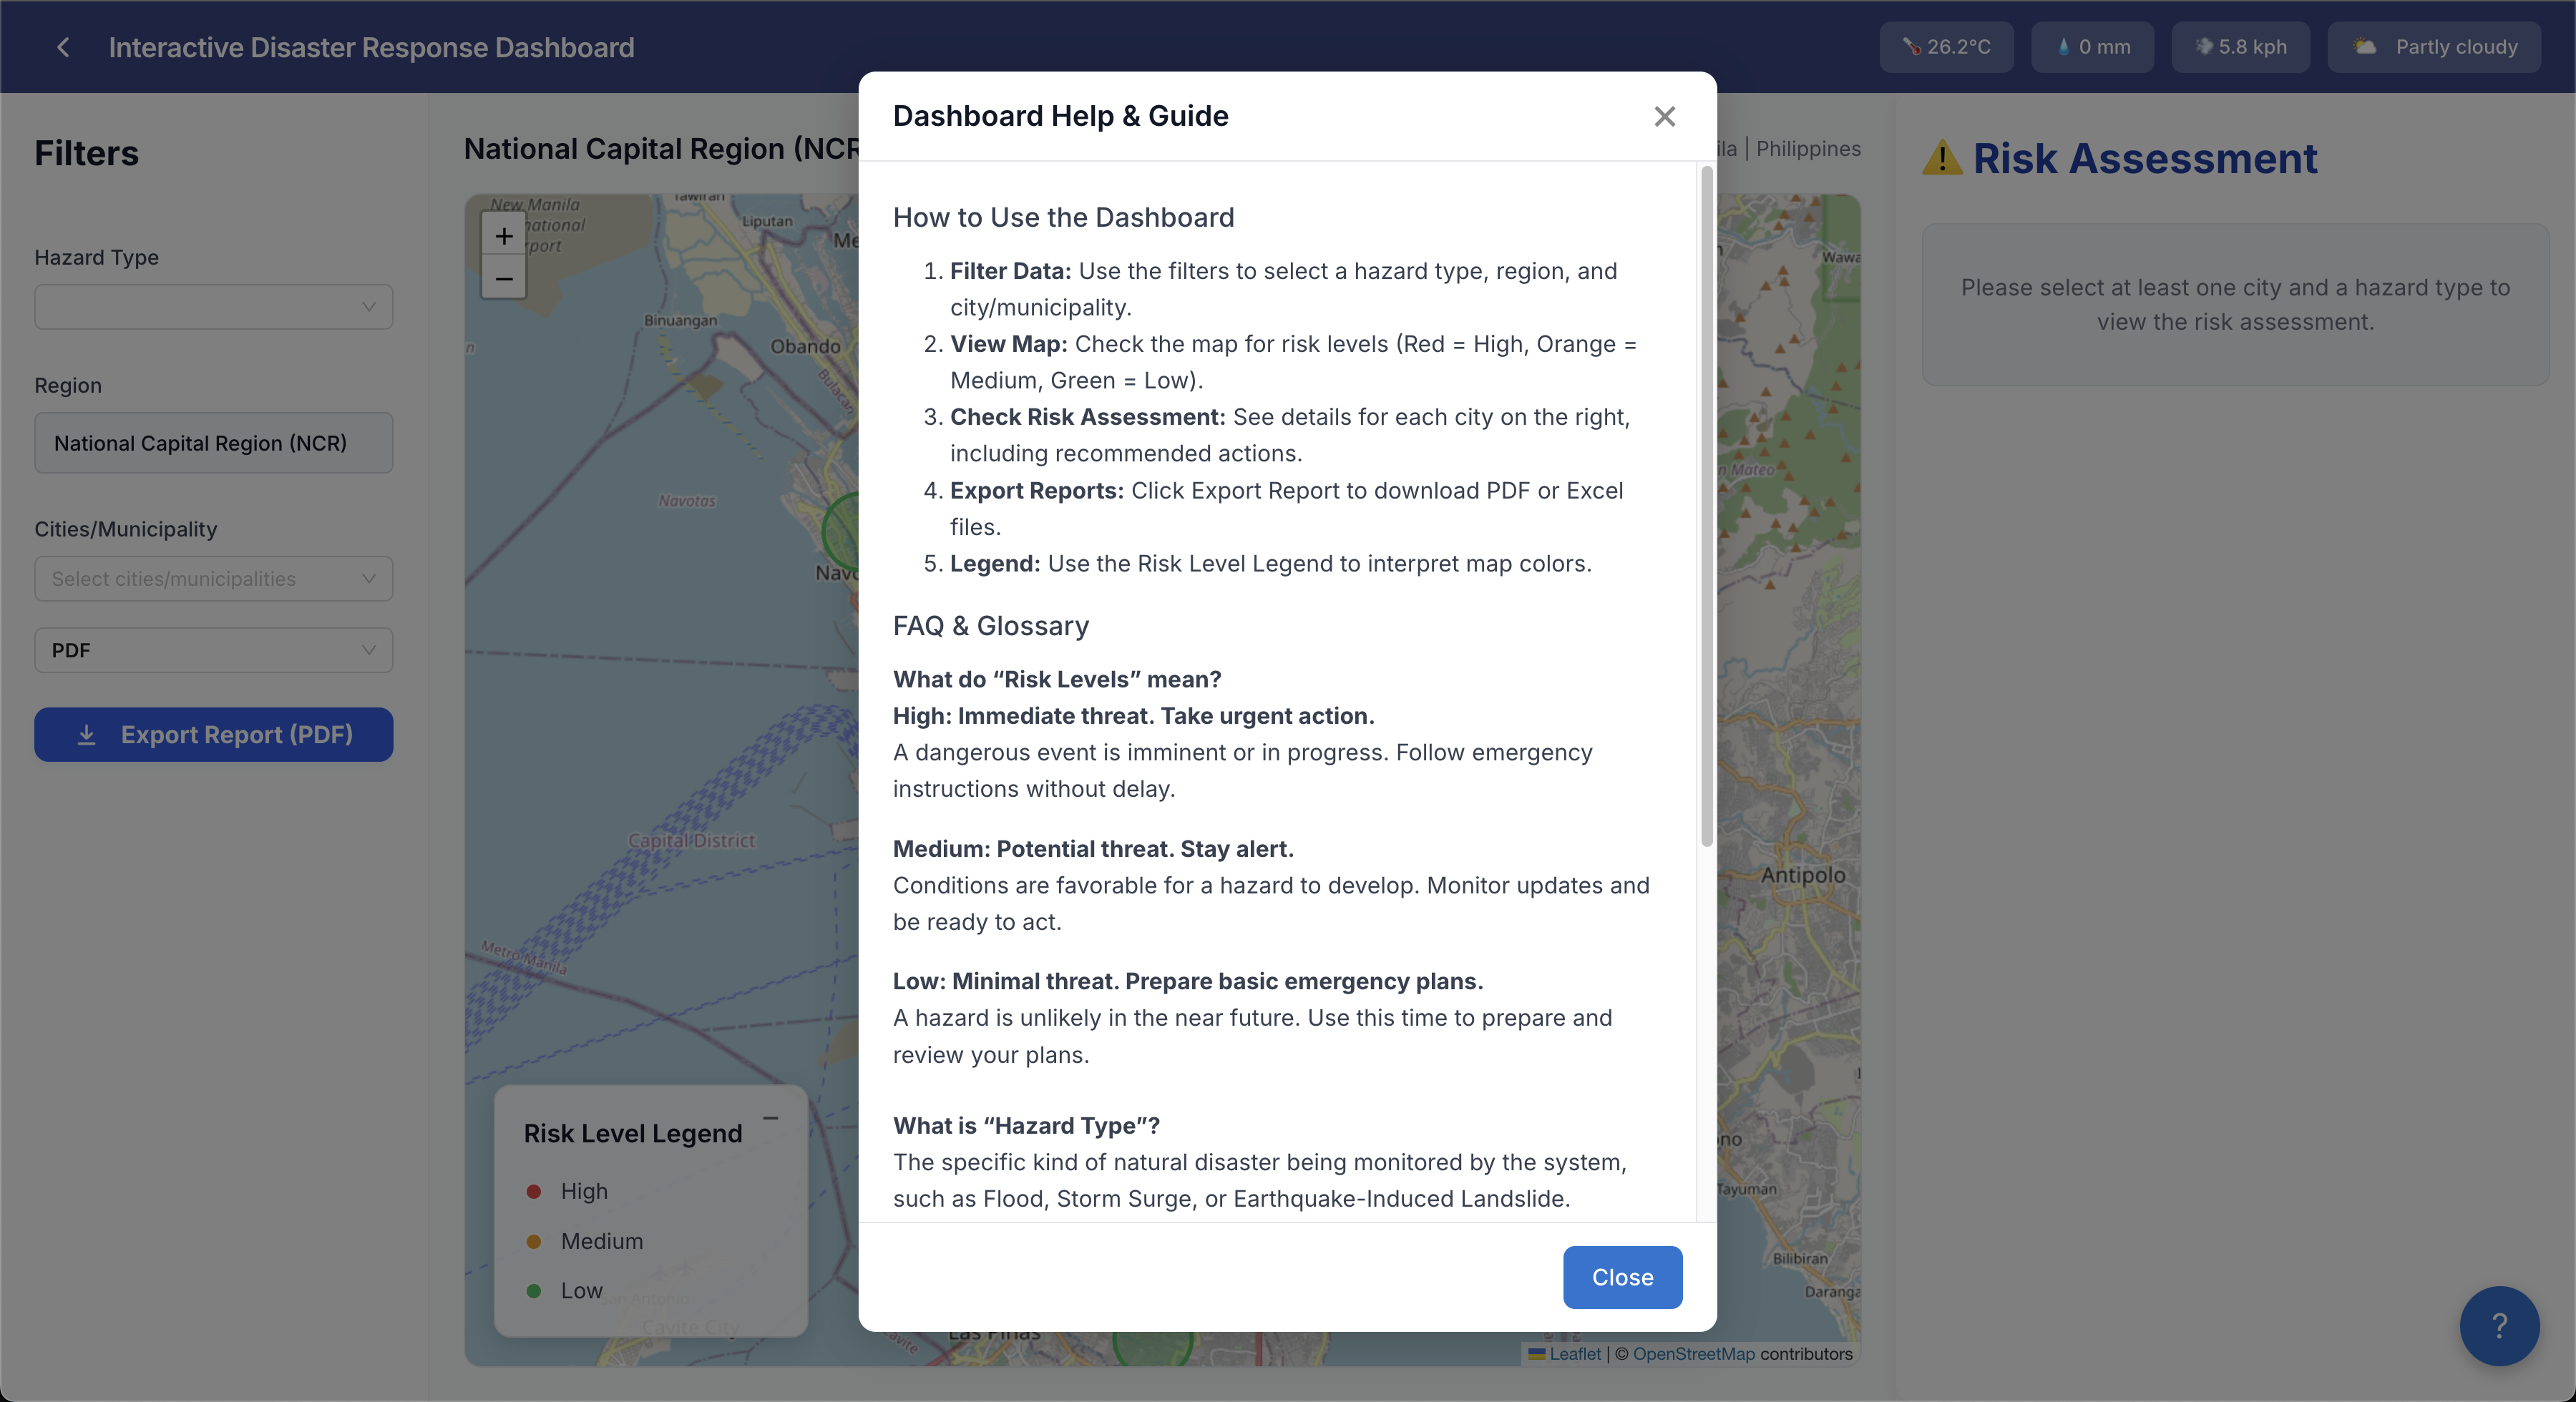 Interactive Disaster Response Dashboard
26.2°C
0 mm
5.8 kph
Partly cloudy
Filters
Hazard Type
Region
National Capital Region (NCR)
Cities/Municipality
Select cities/municipalities
PDF
Export Report (PDF)
National Capital Region (NCR
| Philippines
New Manila
Liputan
Binuangan
Obando
Bulacan
Navotas
Capital District
Metro Manila
Wawa
Mateo
Antipolo
Tayuman
Bilibiran
Daranga
Las Piñas
Cavite
San Antonio
Cavite City
+
−
Risk Level Legend
−
High
Medium
Low
Leaflet | © OpenStreetMap contributors
Dashboard Help & Guide
How to Use the Dashboard
1. Filter Data: Use the filters to select a hazard type, region, and
city/municipality.
2. View Map: Check the map for risk levels (Red = High, Orange =
Medium, Green = Low).
3. Check Risk Assessment: See details for each city on the right,
including recommended actions.
4. Export Reports: Click Export Report to download PDF or Excel
files.
5. Legend: Use the Risk Level Legend to interpret map colors.
FAQ & Glossary
What do “Risk Levels” mean?
High: Immediate threat. Take urgent action.
A dangerous event is imminent or in progress. Follow emergency
instructions without delay.
Medium: Potential threat. Stay alert.
Conditions are favorable for a hazard to develop. Monitor updates and
be ready to act.
Low: Minimal threat. Prepare basic emergency plans.
A hazard is unlikely in the near future. Use this time to prepare and
review your plans.
What is “Hazard Type”?
The specific kind of natural disaster being monitored by the system,
such as Flood, Storm Surge, or Earthquake-Induced Landslide.
Close
⚠ Risk Assessment
Please select at least one city and a hazard type to
view the risk assessment.
?